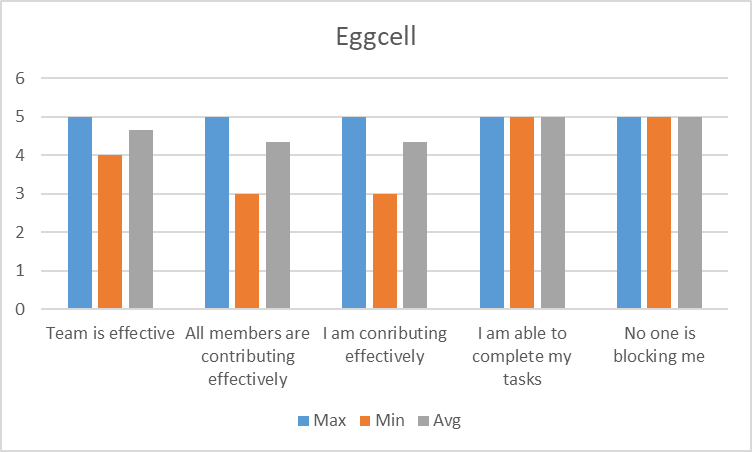 Eggcell
6
5
4
3
2
1
0
Team is effective
All members are
contributing
effectively
I am conributing
effectively
I am able to
complete my
tasks
No one is
blocking me
Max Min Avg